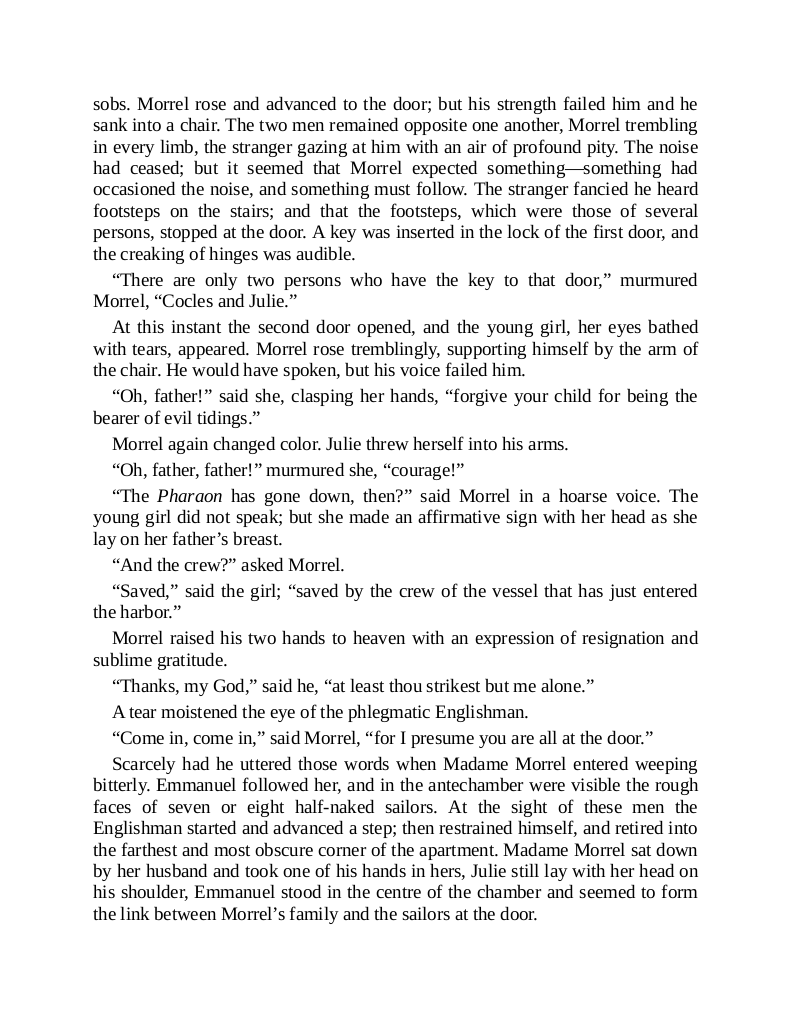 sobs. Morrel rose and advanced to the door; but his strength failed him and he
sank into a chair. The two men remained opposite one another, Morrel trembling
in every limb, the stranger gazing at him with an air of profound pity. The noise
had ceased; but it seemed that Morrel expected something—something had
occasioned the noise, and something must follow. The stranger fancied he heard
footsteps on the stairs; and that the footsteps, which were those of several
persons, stopped at the door. A key was inserted in the lock of the first door, and
the creaking of hinges was audible.
“There are only two persons who have the key to that door,” murmured
Morrel, “Cocles and Julie.”
At this instant the second door opened, and the young girl, her eyes bathed
with tears, appeared. Morrel rose tremblingly, supporting himself by the arm of
the chair. He would have spoken, but his voice failed him.
“Oh, father!” said she, clasping her hands, “forgive your child for being the
bearer of evil tidings.”
Morrel again changed color. Julie threw herself into his arms.
“Oh, father, father!” murmured she, “courage!”
“The Pharaon has gone down, then?” said Morrel in a hoarse voice. The
young girl did not speak; but she made an affirmative sign with her head as she
lay on her father’s breast.
“And the crew?” asked Morrel.
“Saved,” said the girl; “saved by the crew of the vessel that has just entered
the harbor.”
Morrel raised his two hands to heaven with an expression of resignation and
sublime gratitude.
“Thanks, my God,” said he, “at least thou strikest but me alone.”
A tear moistened the eye of the phlegmatic Englishman.
“Come in, come in,” said Morrel, “for I presume you are all at the door.”
Scarcely had he uttered those words when Madame Morrel entered weeping
bitterly. Emmanuel followed her, and in the antechamber were visible the rough
faces of seven or eight half-naked sailors. At the sight of these men the
Englishman started and advanced a step; then restrained himself, and retired into
the farthest and most obscure corner of the apartment. Madame Morrel sat down
by her husband and took one of his hands in hers, Julie still lay with her head on
his shoulder, Emmanuel stood in the centre of the chamber and seemed to form
the link between Morrel’s family and the sailors at the door.